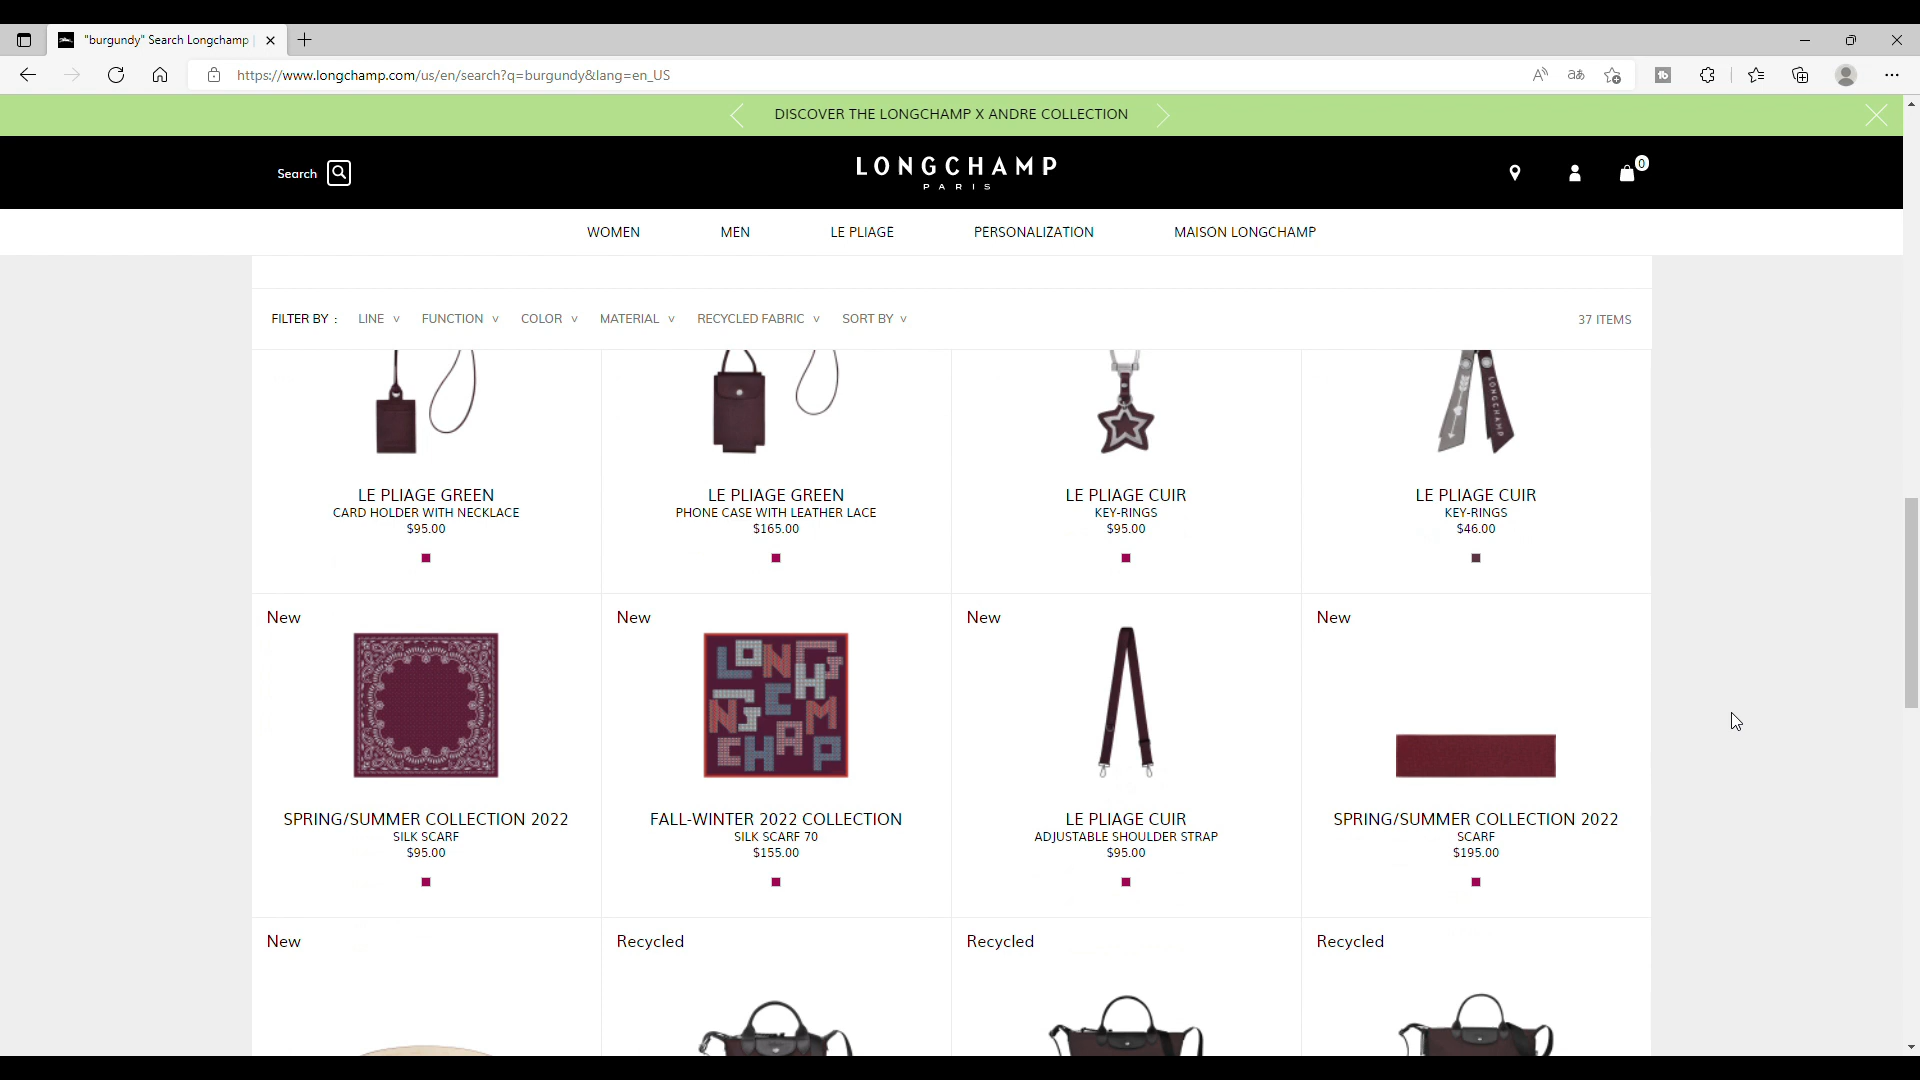 "burgundy" Search Longchamp
https://www.longchamp.com/us/en/search?q=burgundy&lang=en_US
DISCOVER THE LONGCHAMP X ANDRE COLLECTION
Search
LONGCHAMP
PARIS
0
WOMEN MEN LE PLIAGE PERSONALIZATION MAISON LONGCHAMP
FILTER BY : LINE FUNCTION COLOR MATERIAL RECYCLED FABRIC SORT BY 37 ITEMS
LONGCHAMP
LE PLIAGE GREEN
CARD HOLDER WITH NECKLACE
$95.00
LE PLIAGE GREEN
PHONE CASE WITH LEATHER LACE
$165.00
LE PLIAGE CUIR
KEY-RINGS
$95.00
LE PLIAGE CUIR
KEY-RINGS
$46.00
New
SPRING/SUMMER COLLECTION 2022
SILK SCARF
$95.00
New
LONG
CH
NGC
CHAMP
FALL-WINTER 2022 COLLECTION
SILK SCARF 70
$155.00
New
LE PLIAGE CUIR
ADJUSTABLE SHOULDER STRAP
$95.00
New
SPRING/SUMMER COLLECTION 2022
SCARF
$195.00
New
Recycled
Recycled
Recycled